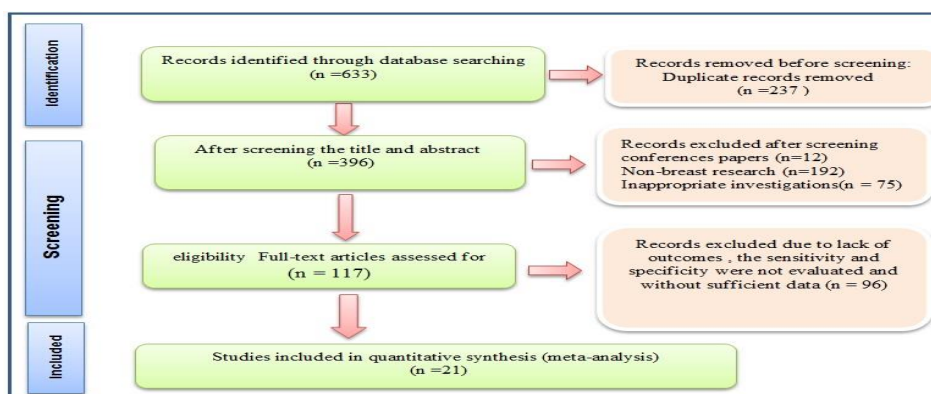 Identification
Records identified through database searching
(n =633)
Records removed before screening:
Duplicate records removed
(n =237 )
Screening
After screening the title and abstract
(n =396)
Records excluded after screening
conferences papers (n=12)
Non-breast research (n=192)
Inappropriate investigations(n = 75)
eligibility Full-text articles assessed for
(n = 117)
Records excluded due to lack of
outcomes , the sensitivity and
specificity were not evaluated and
without sufficient data (n = 96)
Included
Studies included in quantitative synthesis (meta-analysis)
(n =21)